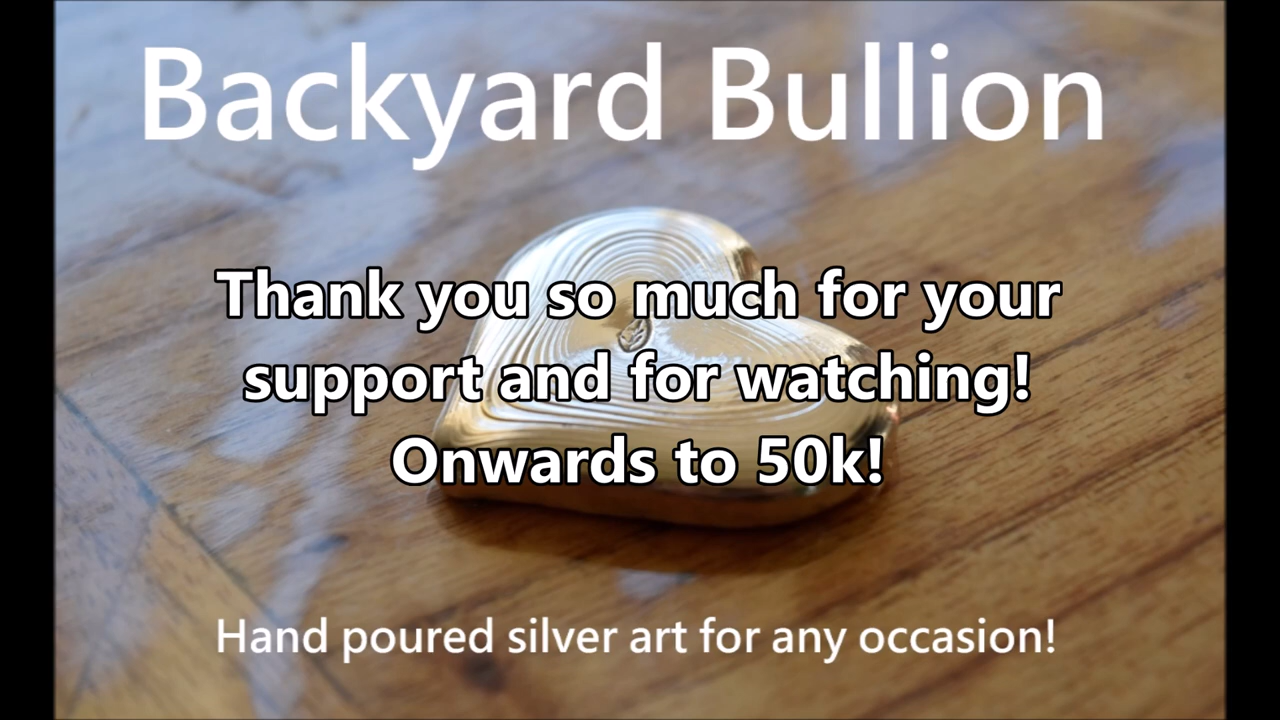 Backyard Bullion
Thank you so much for your
support and for watching!
Onwards to 50k!
Hand poured silver art for any occasion!